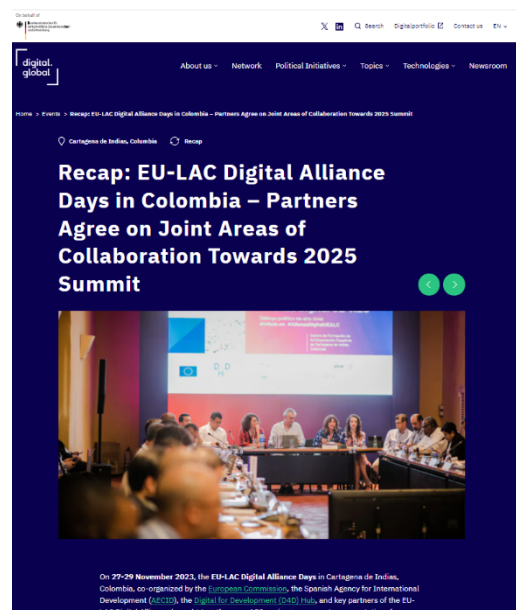 On behalf of
Search Digitalportfolio Contact us EN
digital.
global
About us Network Political Initiatives Topics Technologies Newsroom
Home > Events > Recap: EU-LAC Digital Alliance Days in Colombia – Partners Agree on Joint Areas of Collaboration Towards 2025 Summit
Cartagena de Indias, Columbia Recap
Recap: EU-LAC Digital Alliance
Days in Colombia – Partners
Agree on Joint Areas of
Collaboration Towards 2025
Summit
D4D
On 27-29 November 2023, the EU-LAC Digital Alliance Days in Cartagena de Indias,
Colombia, co-organized by the European Commission, the Spanish Agency for International
Development (AECID), the Digital for Development (D4D) Hub, and key partners of the EU-